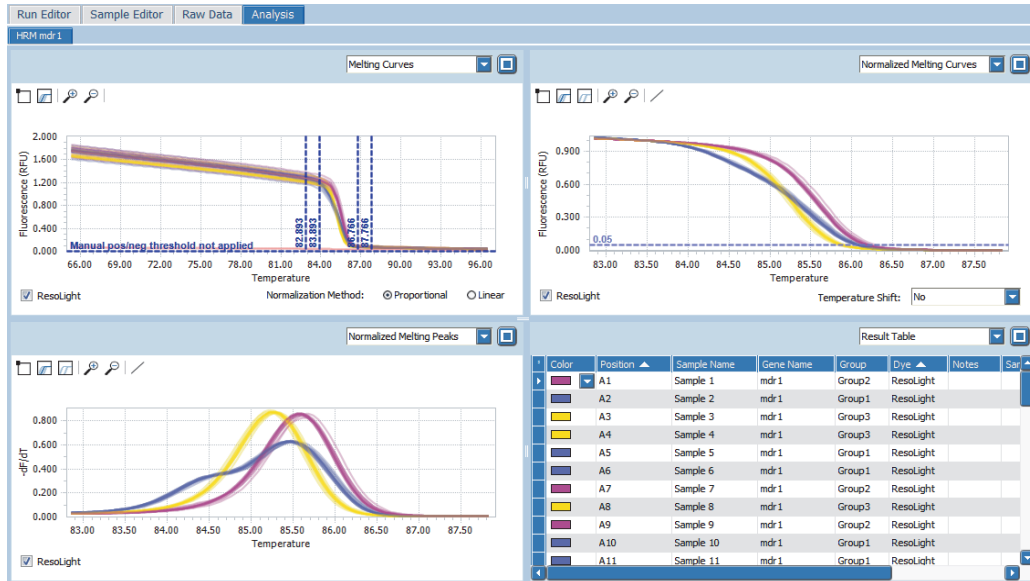 Run Editor Sample Editor Raw Data Analysis
HRM mdr1
Melting Curves
2.000
1.600
1.200
0.800
0.400
0.000
Fluorescence (RFU)
82.893
83.893
86.766
87.766
Manual pos/neg threshold not applied
66.00 69.00 72.00 75.00 78.00 81.00 84.00 87.00 90.00 93.00 96.00
Temperature
ResoLight Normalization Method: Proportional Linear
Normalized Melting Curves
0.900
0.600
0.300
0.000
Fluorescence (RFU)
0.05
83.00 83.50 84.00 84.50 85.00 85.50 86.00 86.50 87.00 87.50
Temperature
ResoLight Temperature Shift: No
Normalized Melting Peaks
0.800
0.600
0.400
0.200
0.000
-dF/dT
83.00 83.50 84.00 84.50 85.00 85.50 86.00 86.50 87.00 87.50
Temperature
ResoLight
Result Table
Color Position Sample Name Gene Name Group Dye Notes Sar
A1 Sample 1 mdr1 Group2 ResoLight
A2 Sample 2 mdr1 Group1 ResoLight
A3 Sample 3 mdr1 Group3 ResoLight
A4 Sample 4 mdr1 Group3 ResoLight
A5 Sample 5 mdr1 Group1 ResoLight
A6 Sample 6 mdr1 Group1 ResoLight
A7 Sample 7 mdr1 Group2 ResoLight
A8 Sample 8 mdr1 Group3 ResoLight
A9 Sample 9 mdr1 Group2 ResoLight
A10 Sample 10 mdr1 Group1 ResoLight
A11 Sample 11 mdr1 Group1 ResoLight